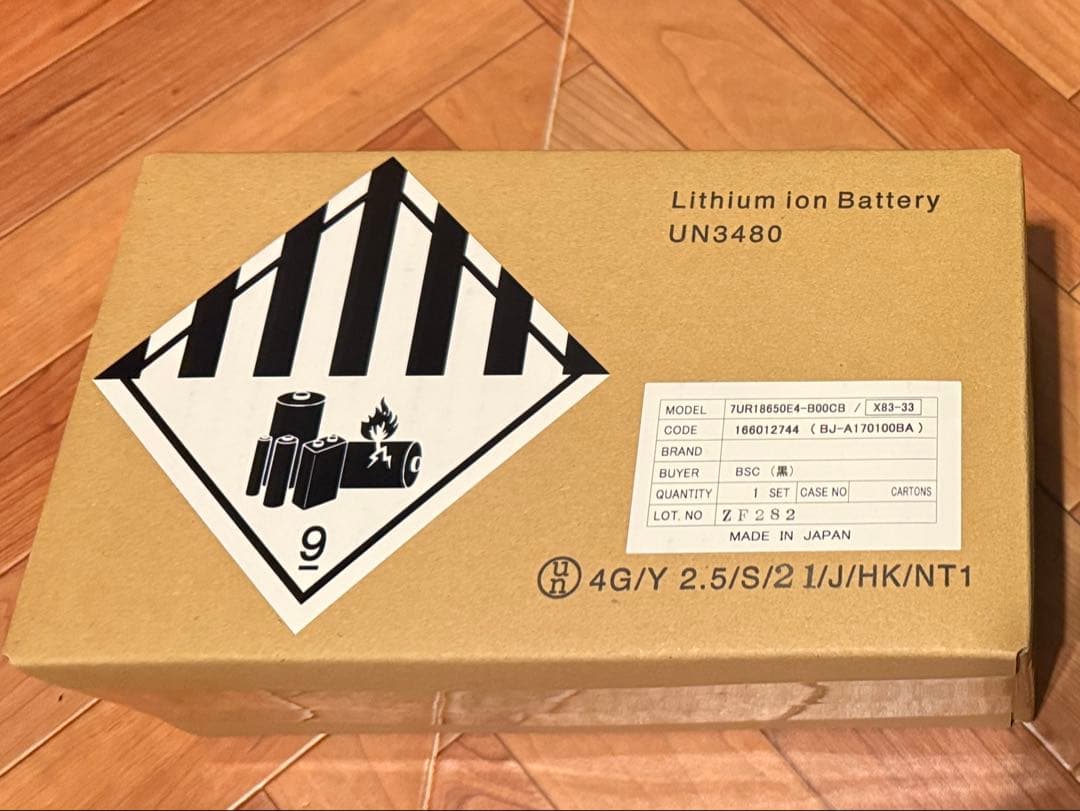 Lithium ion Battery
UN3480
MODEL 7UR18650E4-B00CB / X83-33
CODE 166012744 ( BJ-A170100BA )
BRAND
BUYER BSC (黒)
QUANTITY 1 SET CASE NO CARTONS
LOT. NO ZF282
MADE IN JAPAN
un 4G/Y 2.5/S/21/J/HK/NT1
9